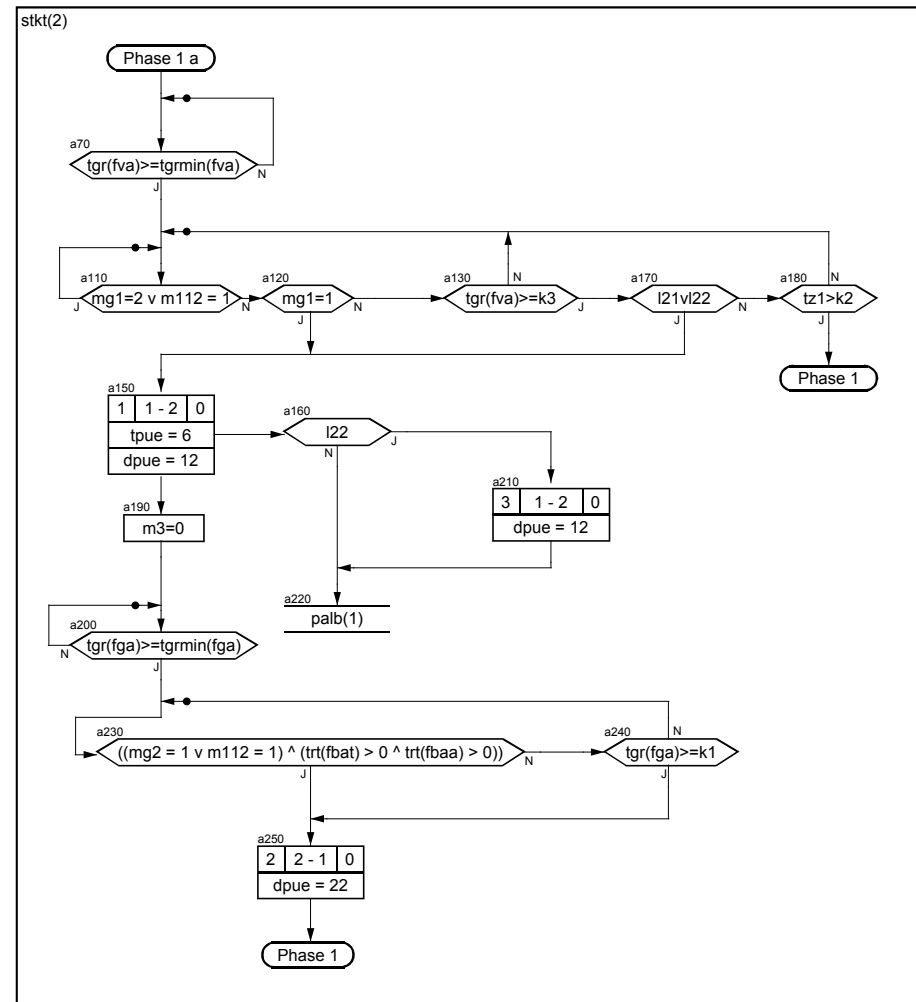 stkt(2)
Phase 1 a
a70
tgr(fva)>=tgrmin(fva)
N
J
a110
mg1=2 v m112 = 1
J
N
a120
mg1=1
N
J
a130
tgr(fva)>=k3
N
J
a170
l21vl22
N
J
a180
tz1>k2
N
J
Phase 1
a150
1 1 - 2 0
tpue = 6
dpue = 12
a160
l22
J
N
a210
3 1 - 2 0
dpue = 12
a190
m3=0
a220
palb(1)
a200
tgr(fga)>=tgrmin(fga)
N
J
a230
((mg2 = 1 v m112 = 1) ^ (trt(fbat) > 0 ^ trt(fbaa) > 0))
N
J
a240
tgr(fga)>=k1
N
J
a250
2 2 - 1 0
dpue = 22
Phase 1